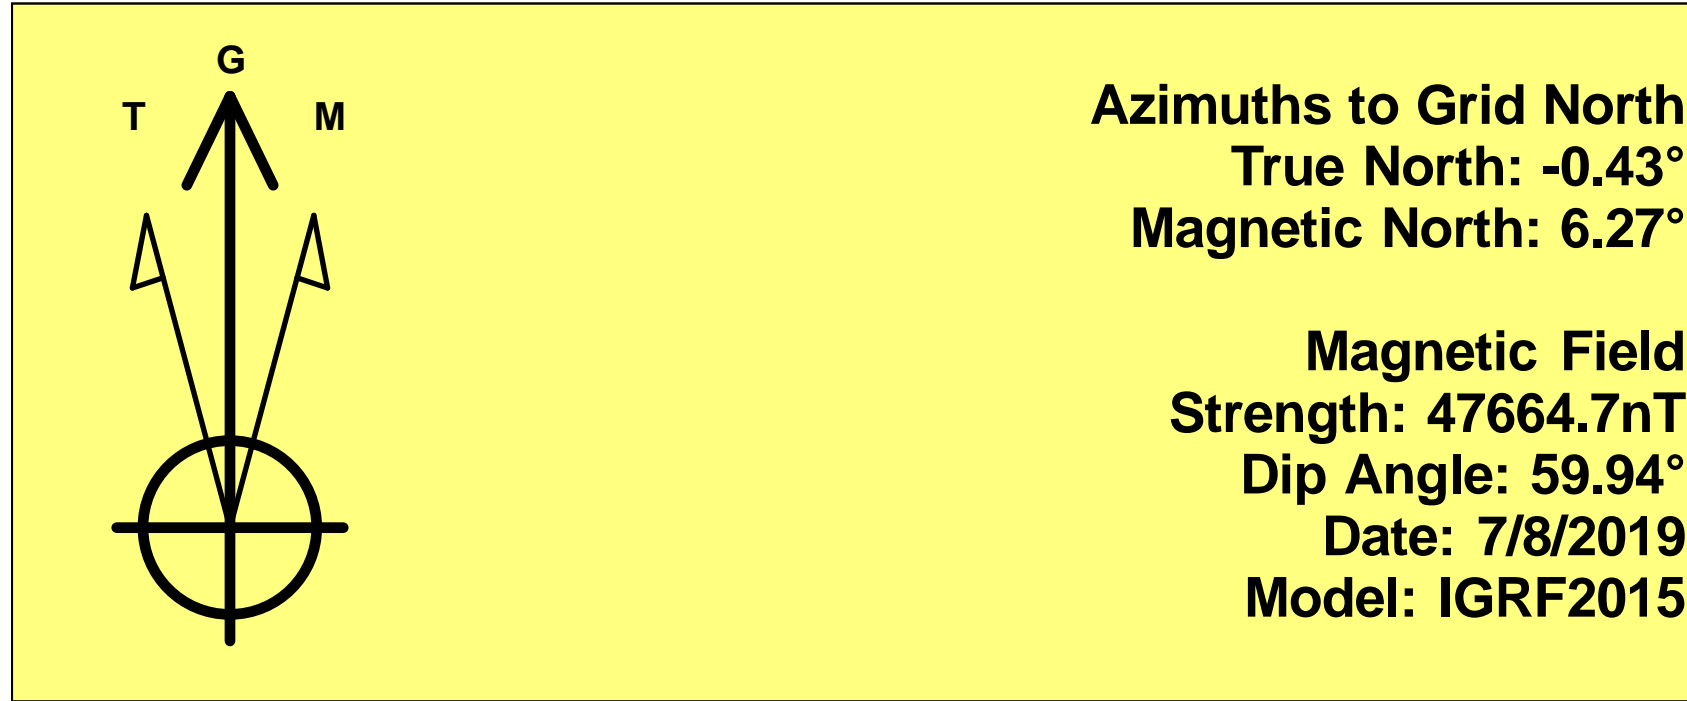 G
T M
Azimuths to Grid North
True North: -0.43°
Magnetic North: 6.27°
Magnetic Field
Strength: 47664.7nT
Dip Angle: 59.94°
Date: 7/8/2019
Model: IGRF2015